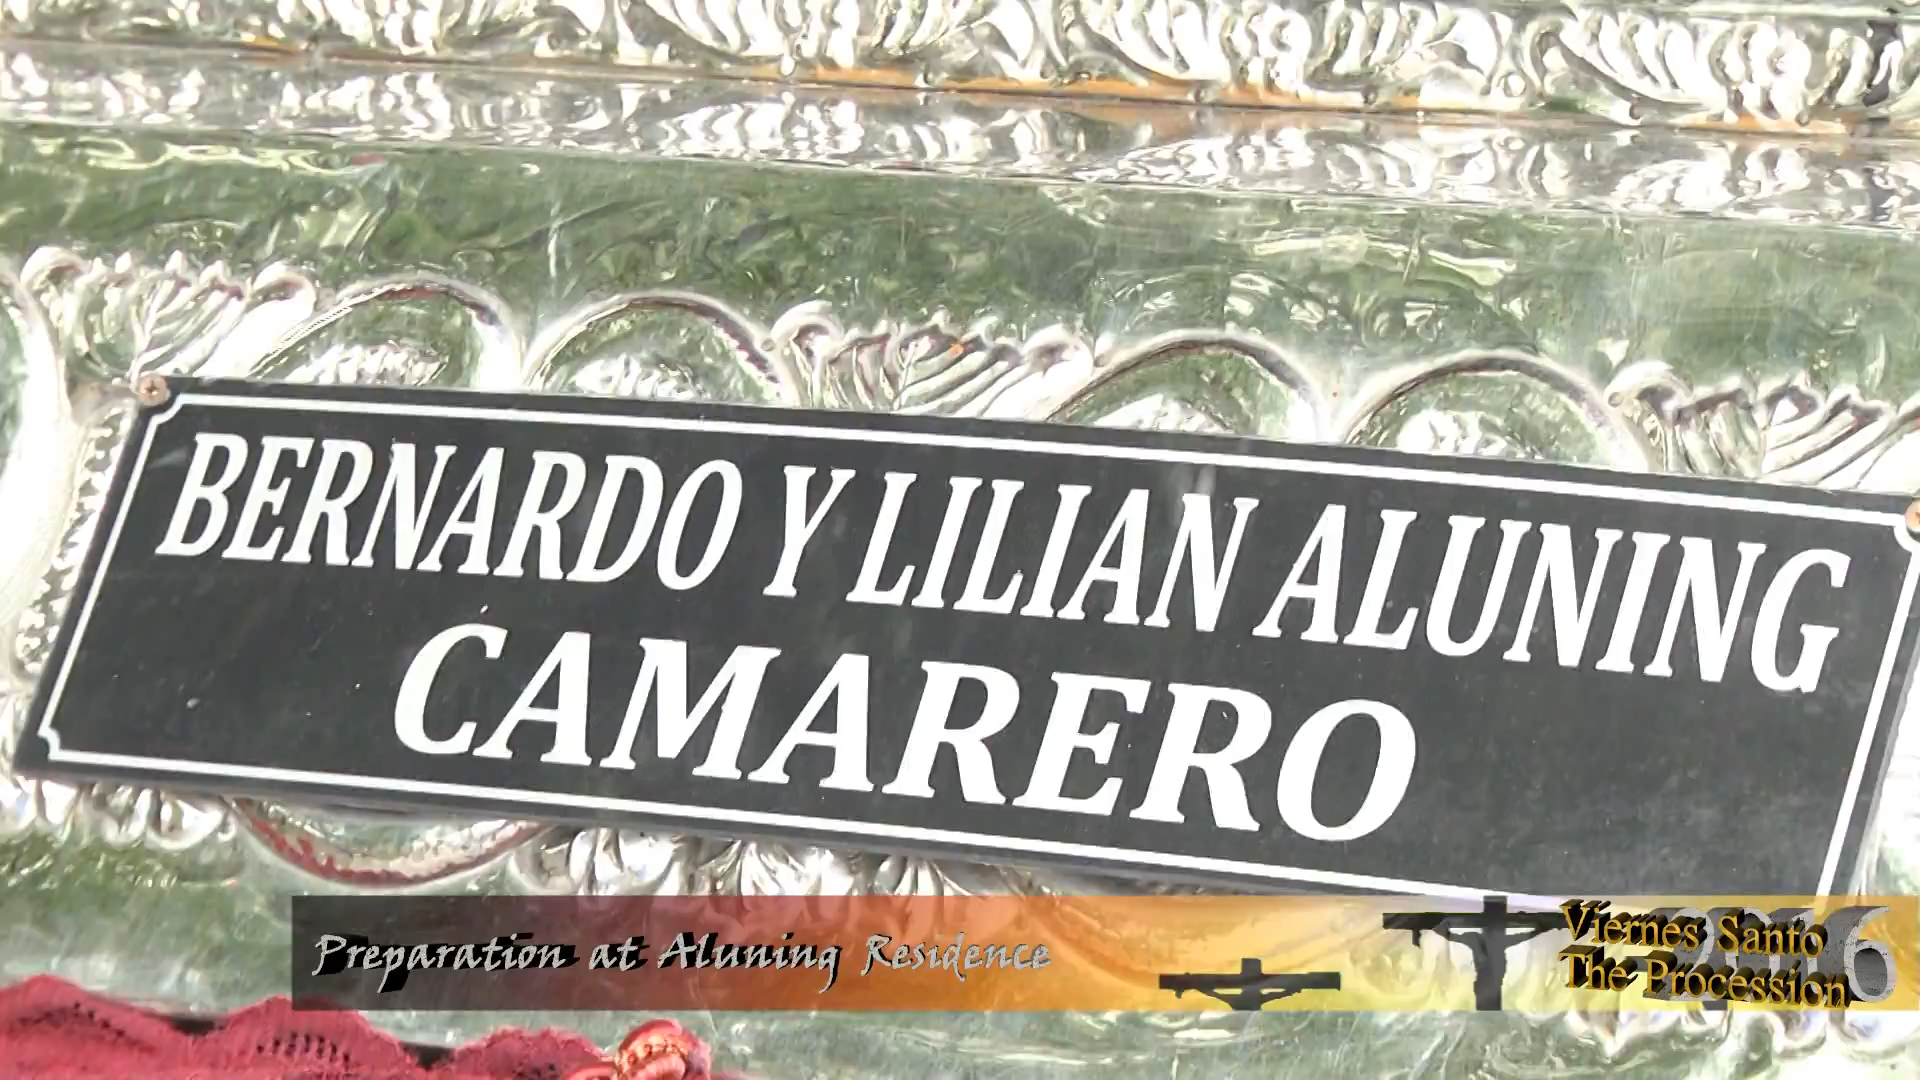 BERNARDO Y LILIAN ALUNING
CAMARERO
Preparation at Aluning Residence
Viernes Santo
The Procession
2016